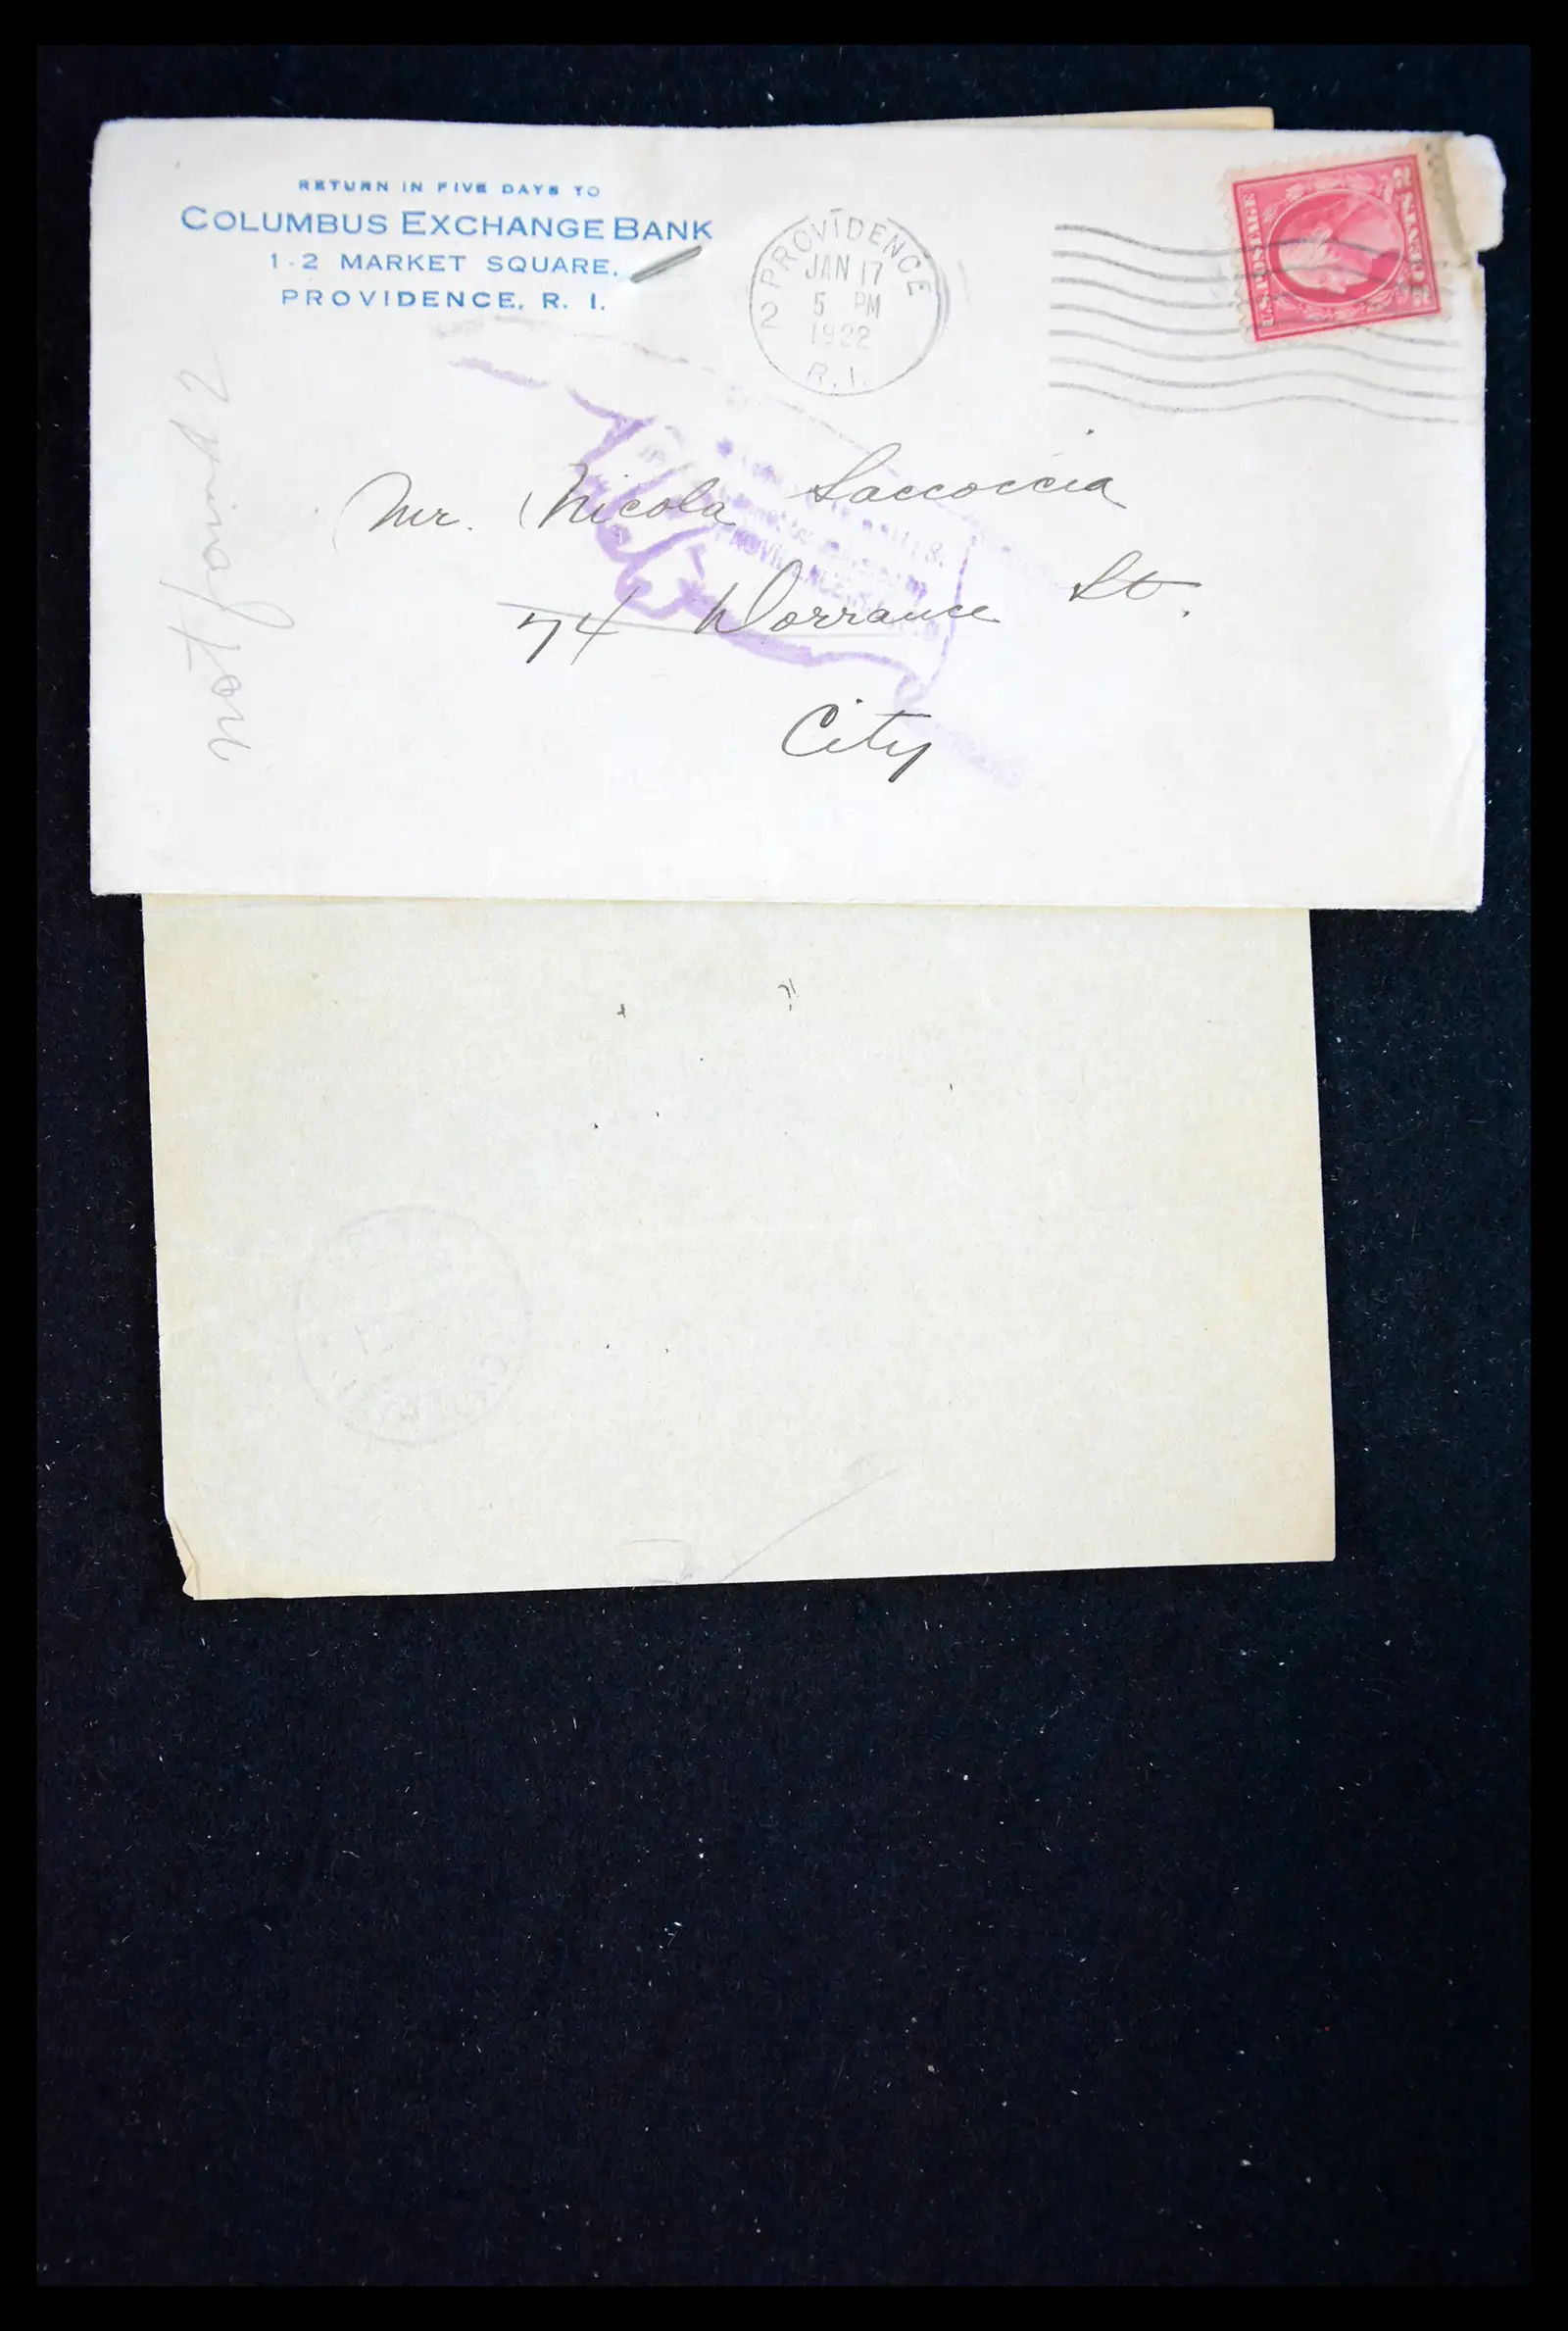 RETURN IN FIVE DAYS TO
COLUMBUS EXCHANGE BANK
1-2 MARKET SQUARE,
PROVIDENCE, R. I.
PROVIDENCE
JAN 17
5 PM
1922
2
R.I.
U.S. POSTAGE
2 CENTS 2
Mr. Nicola Saccoccia
74 Dorrance St.
City
not found